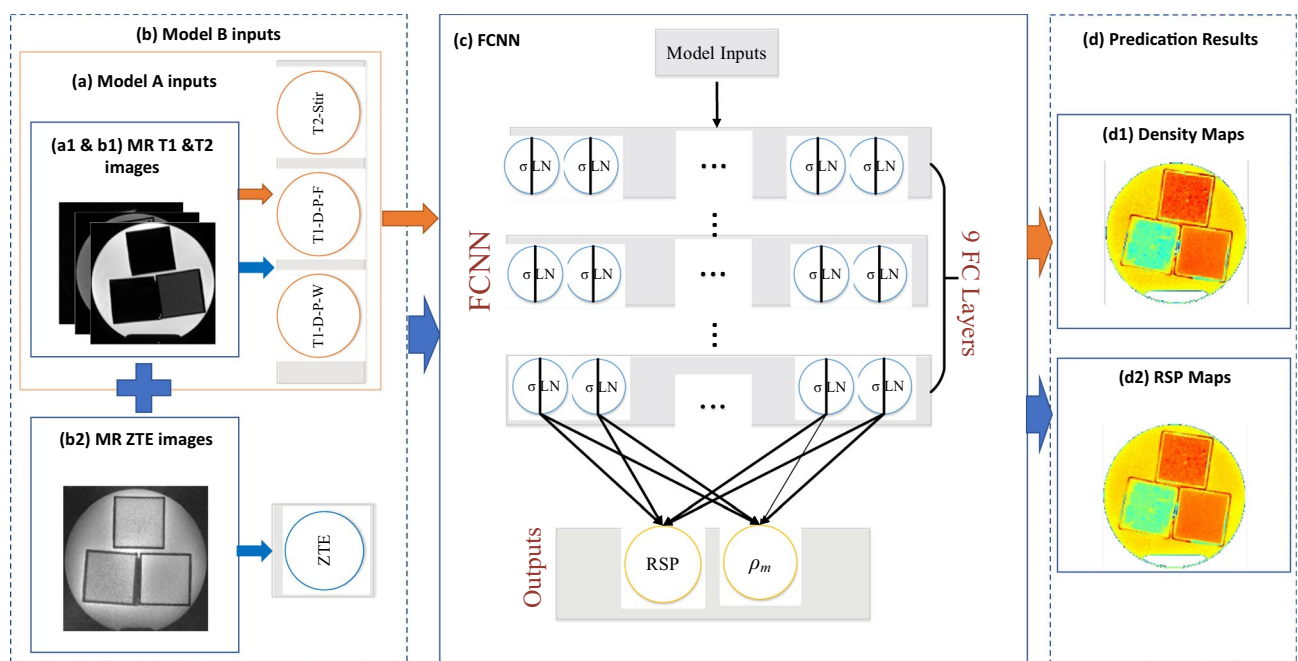 (b) Model B inputs
(a) Model A inputs
(a1 & b1) MR T1 &T2
images
T2-Stir
T1-D-P-F
T1-D-P-W
(b2) MR ZTE images
ZTE
(c) FCNN
Model Inputs
σ LN σ LN ... σ LN σ LN
...
FCNN
σ LN σ LN ... σ LN σ LN
...
σ LN σ LN ... σ LN σ LN
9 FC Layers
Outputs
RSP
ρm
(d) Predication Results
(d1) Density Maps
(d2) RSP Maps